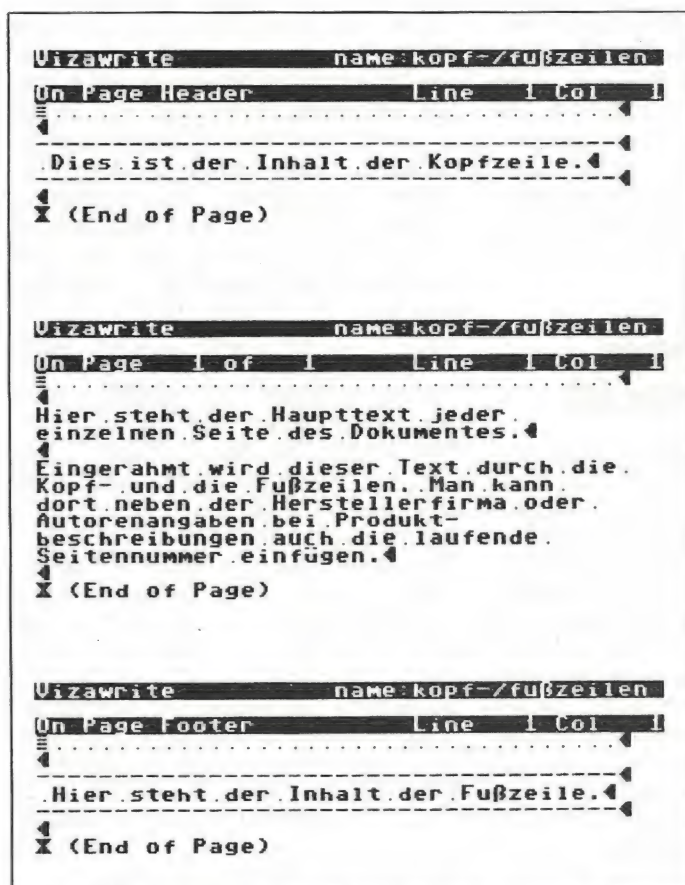 Vizawrite name:kopf-/fußzeilen
On Page Header Line 1 Col 1
Dies.ist.der.Inhalt.der.Kopfzeile.
(End of Page)
Vizawrite name:kopf-/fußzeilen
On Page 1 of 1 Line 1 Col 1
Hier.steht.der.Haupttext.jeder.
einzelnen.Seite.des.Dokumentes.
Eingerahmt.wird.dieser.Text.durch.die.
Kopf-.und.die.Fußzeilen..Man.kann.
dort.neben.der.Herstellerfirma.oder.
Autorenangaben.bei.Produkt-
beschreibungen.auch.die.laufende.
Seitennummer.einfügen.
(End of Page)
Vizawrite name:kopf-/fußzeilen
On Page Footer Line 1 Col 1
.Hier.steht.der.Inhalt.der.Fußzeile.
(End of Page)